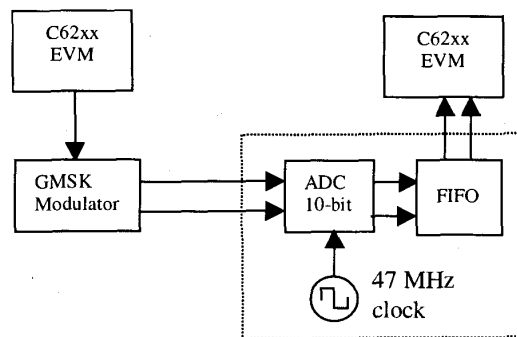 C62xx
EVM
C62xx
EVM
GMSK
Modulator
ADC
10-bit
FIFO
47 MHz
clock